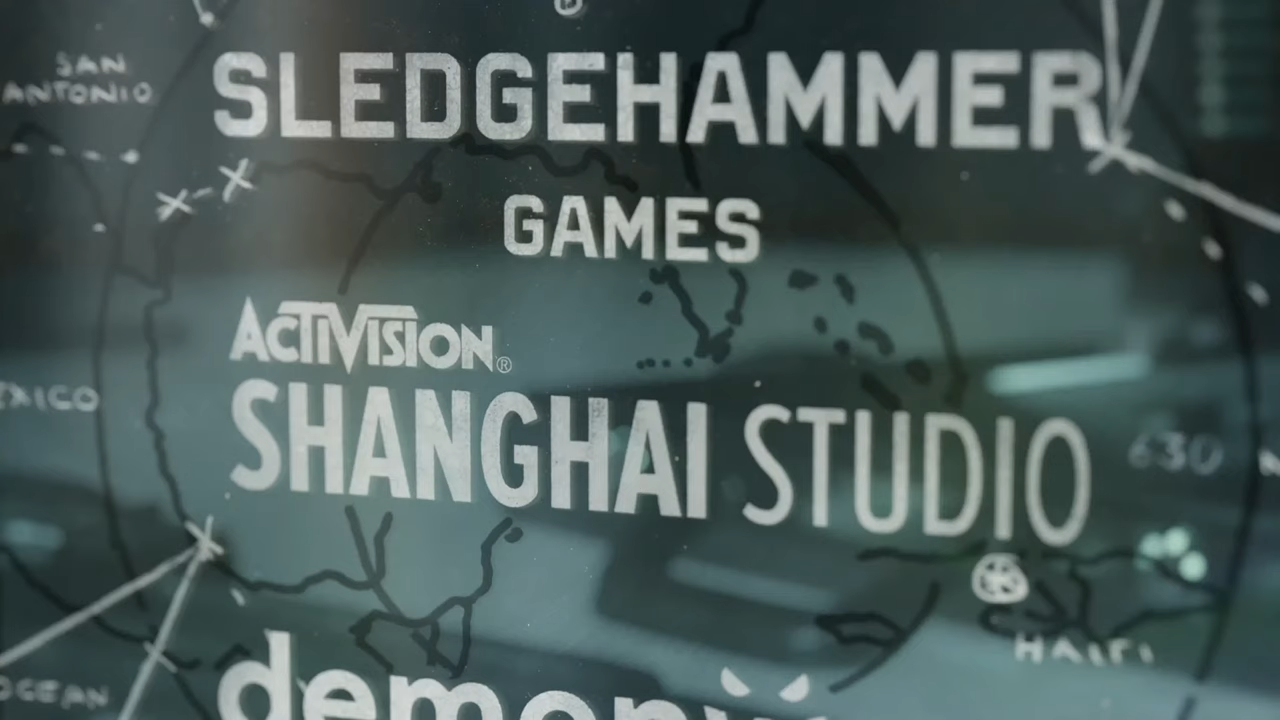 SAN
ANTONIO
SLEDGEHAMMER
GAMES
ACTIVISION®
SHANGHAI STUDIO
630
HAITI
OCEAN